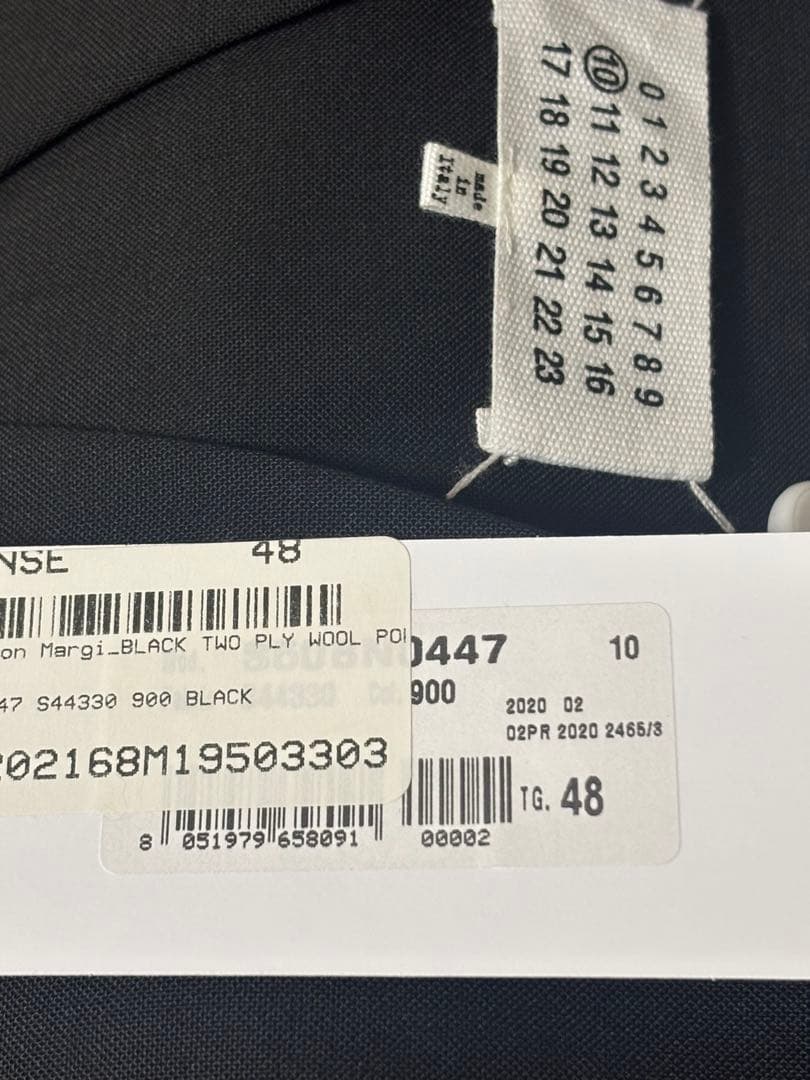 0 1 2 3 4 5 6 7 8 9
10 11 12 13 14 15 16
17 18 19 20 21 22 23
made
in
Italy
NSE 48
on Margi_BLACK TWO PLY WOOL PO
47 S44330 900 BLACK
02168M19503303
0447 10
900
2020 02
02PR 2020 2465/3
TG. 48
8 051979 658091 00002